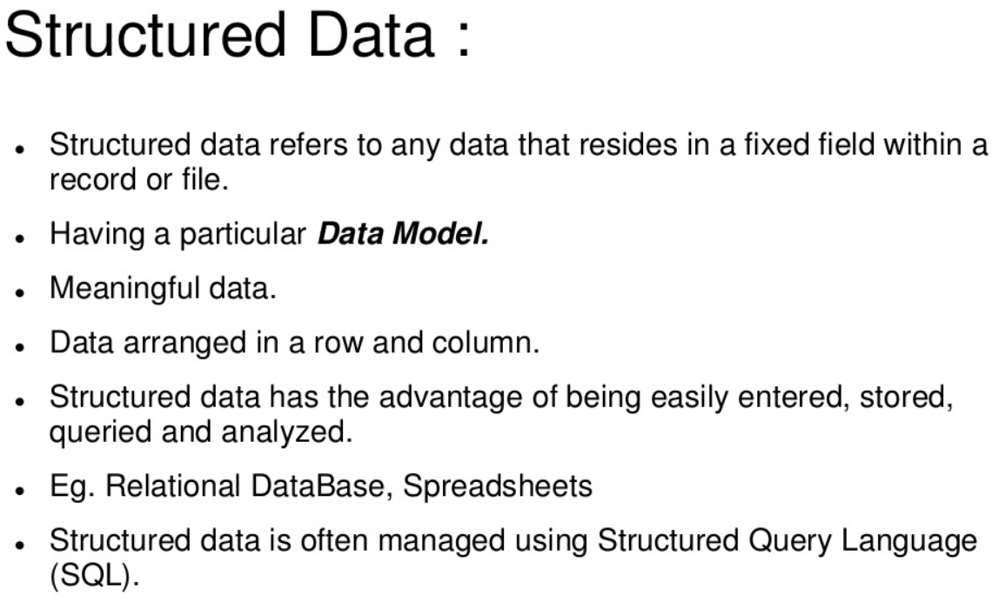 Structured Data :
• Structured data refers to any data that resides in a fixed field within a
record or file.
• Having a particular Data Model.
• Meaningful data.
• Data arranged in a row and column.
• Structured data has the advantage of being easily entered, stored,
queried and analyzed.
• Eg. Relational DataBase, Spreadsheets
• Structured data is often managed using Structured Query Language
(SQL).